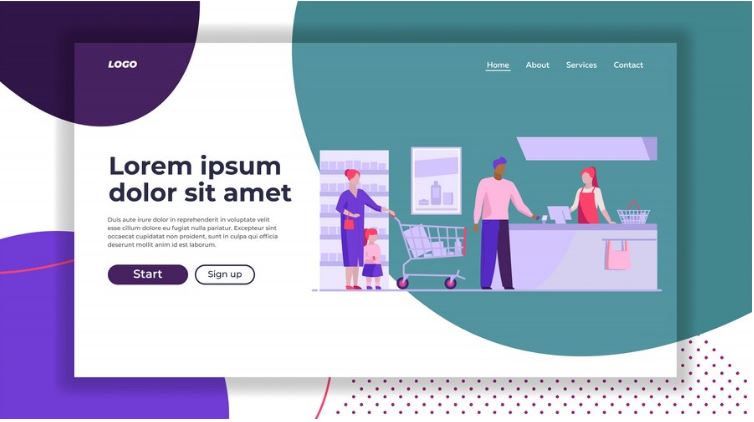 LOGO
Home About Services Contact
Lorem ipsum
dolor sit amet
Duis aute irure dolor in reprehenderit in voluptate velit
esse cillum dolore eu fugiat nulla pariatur. Excepteur sint
occaecat cupidatat non proident, sunt in culpa qui officia
deserunt mollit anim id est laborum.
Start Sign up